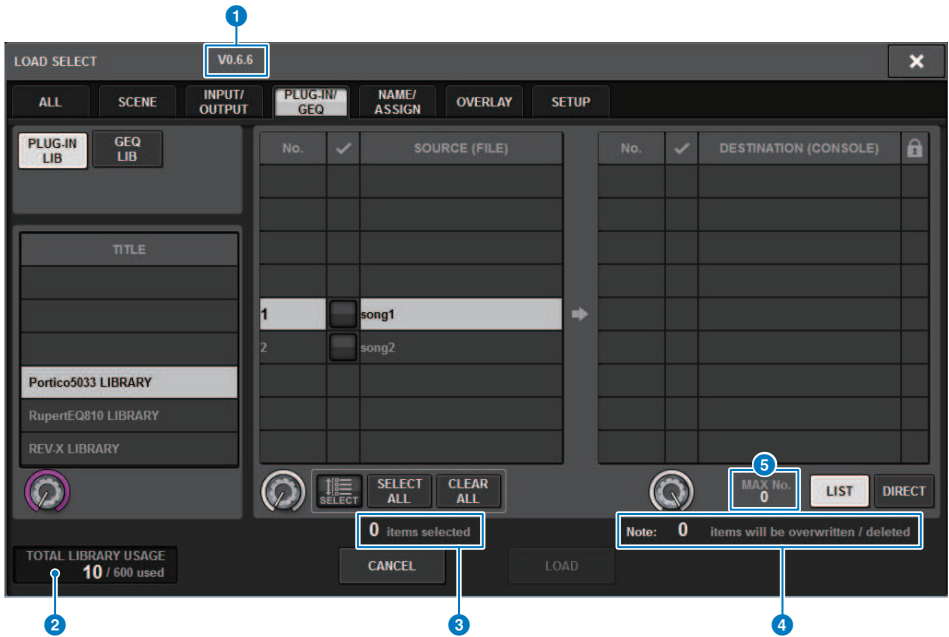 1
LOAD SELECT V0.6.6
ALL SCENE INPUT/ OUTPUT PLUG-IN/ GEQ NAME/ ASSIGN OVERLAY SETUP
PLUG-IN LIB GEQ LIB
No. SOURCE (FILE) No. DESTINATION (CONSOLE)
TITLE
1 song1
2 song2
Portico5033 LIBRARY
RupertEQ810 LIBRARY
REV-X LIBRARY
5
SELECT SELECT ALL CLEAR ALL MAX No. 0 LIST DIRECT
0 items selected Note: 0 items will be overwritten / deleted
TOTAL LIBRARY USAGE
10 / 600 used
CANCEL LOAD
2 3 4